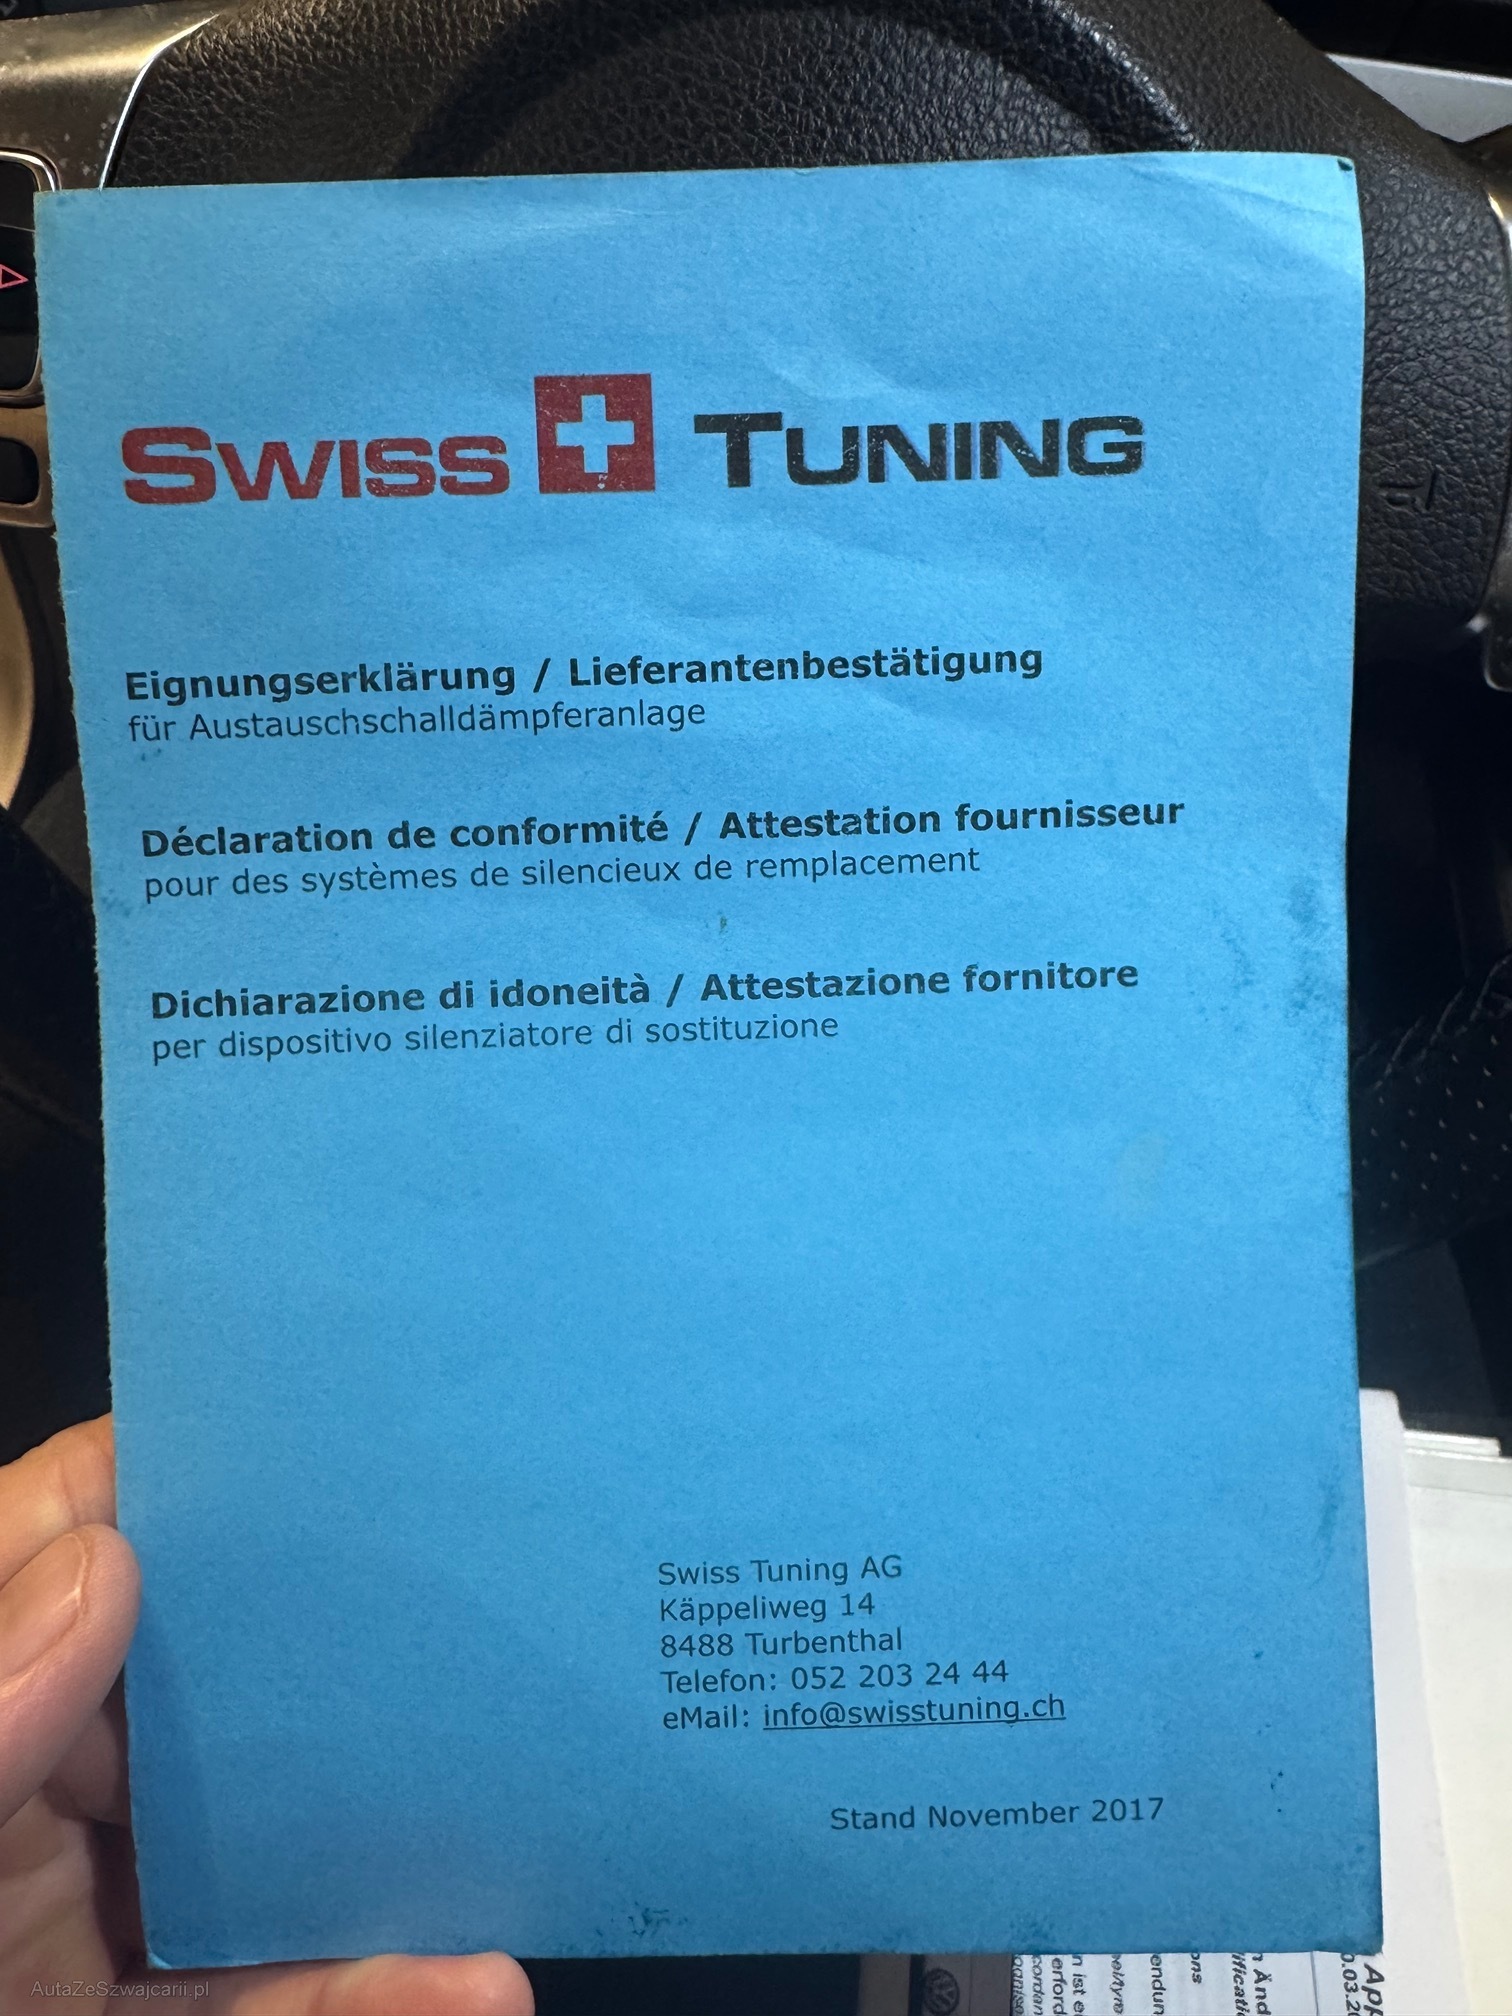 SWISS TUNING
Eignungserklärung / Lieferantenbestätigung
für Austauschschalldämpferanlage
Déclaration de conformité / Attestation fournisseur
pour des systèmes de silencieux de remplacement
Dichiarazione di idoneità / Attestazione fornitore
per dispositivo silenziatore di sostituzione
Swiss Tuning AG
Käppeliweg 14
8488 Turbenthal
Telefon: 052 203 24 44
eMail: info@swisstuning.ch
Stand November 2017
AutaZeSzwajcarii.pl